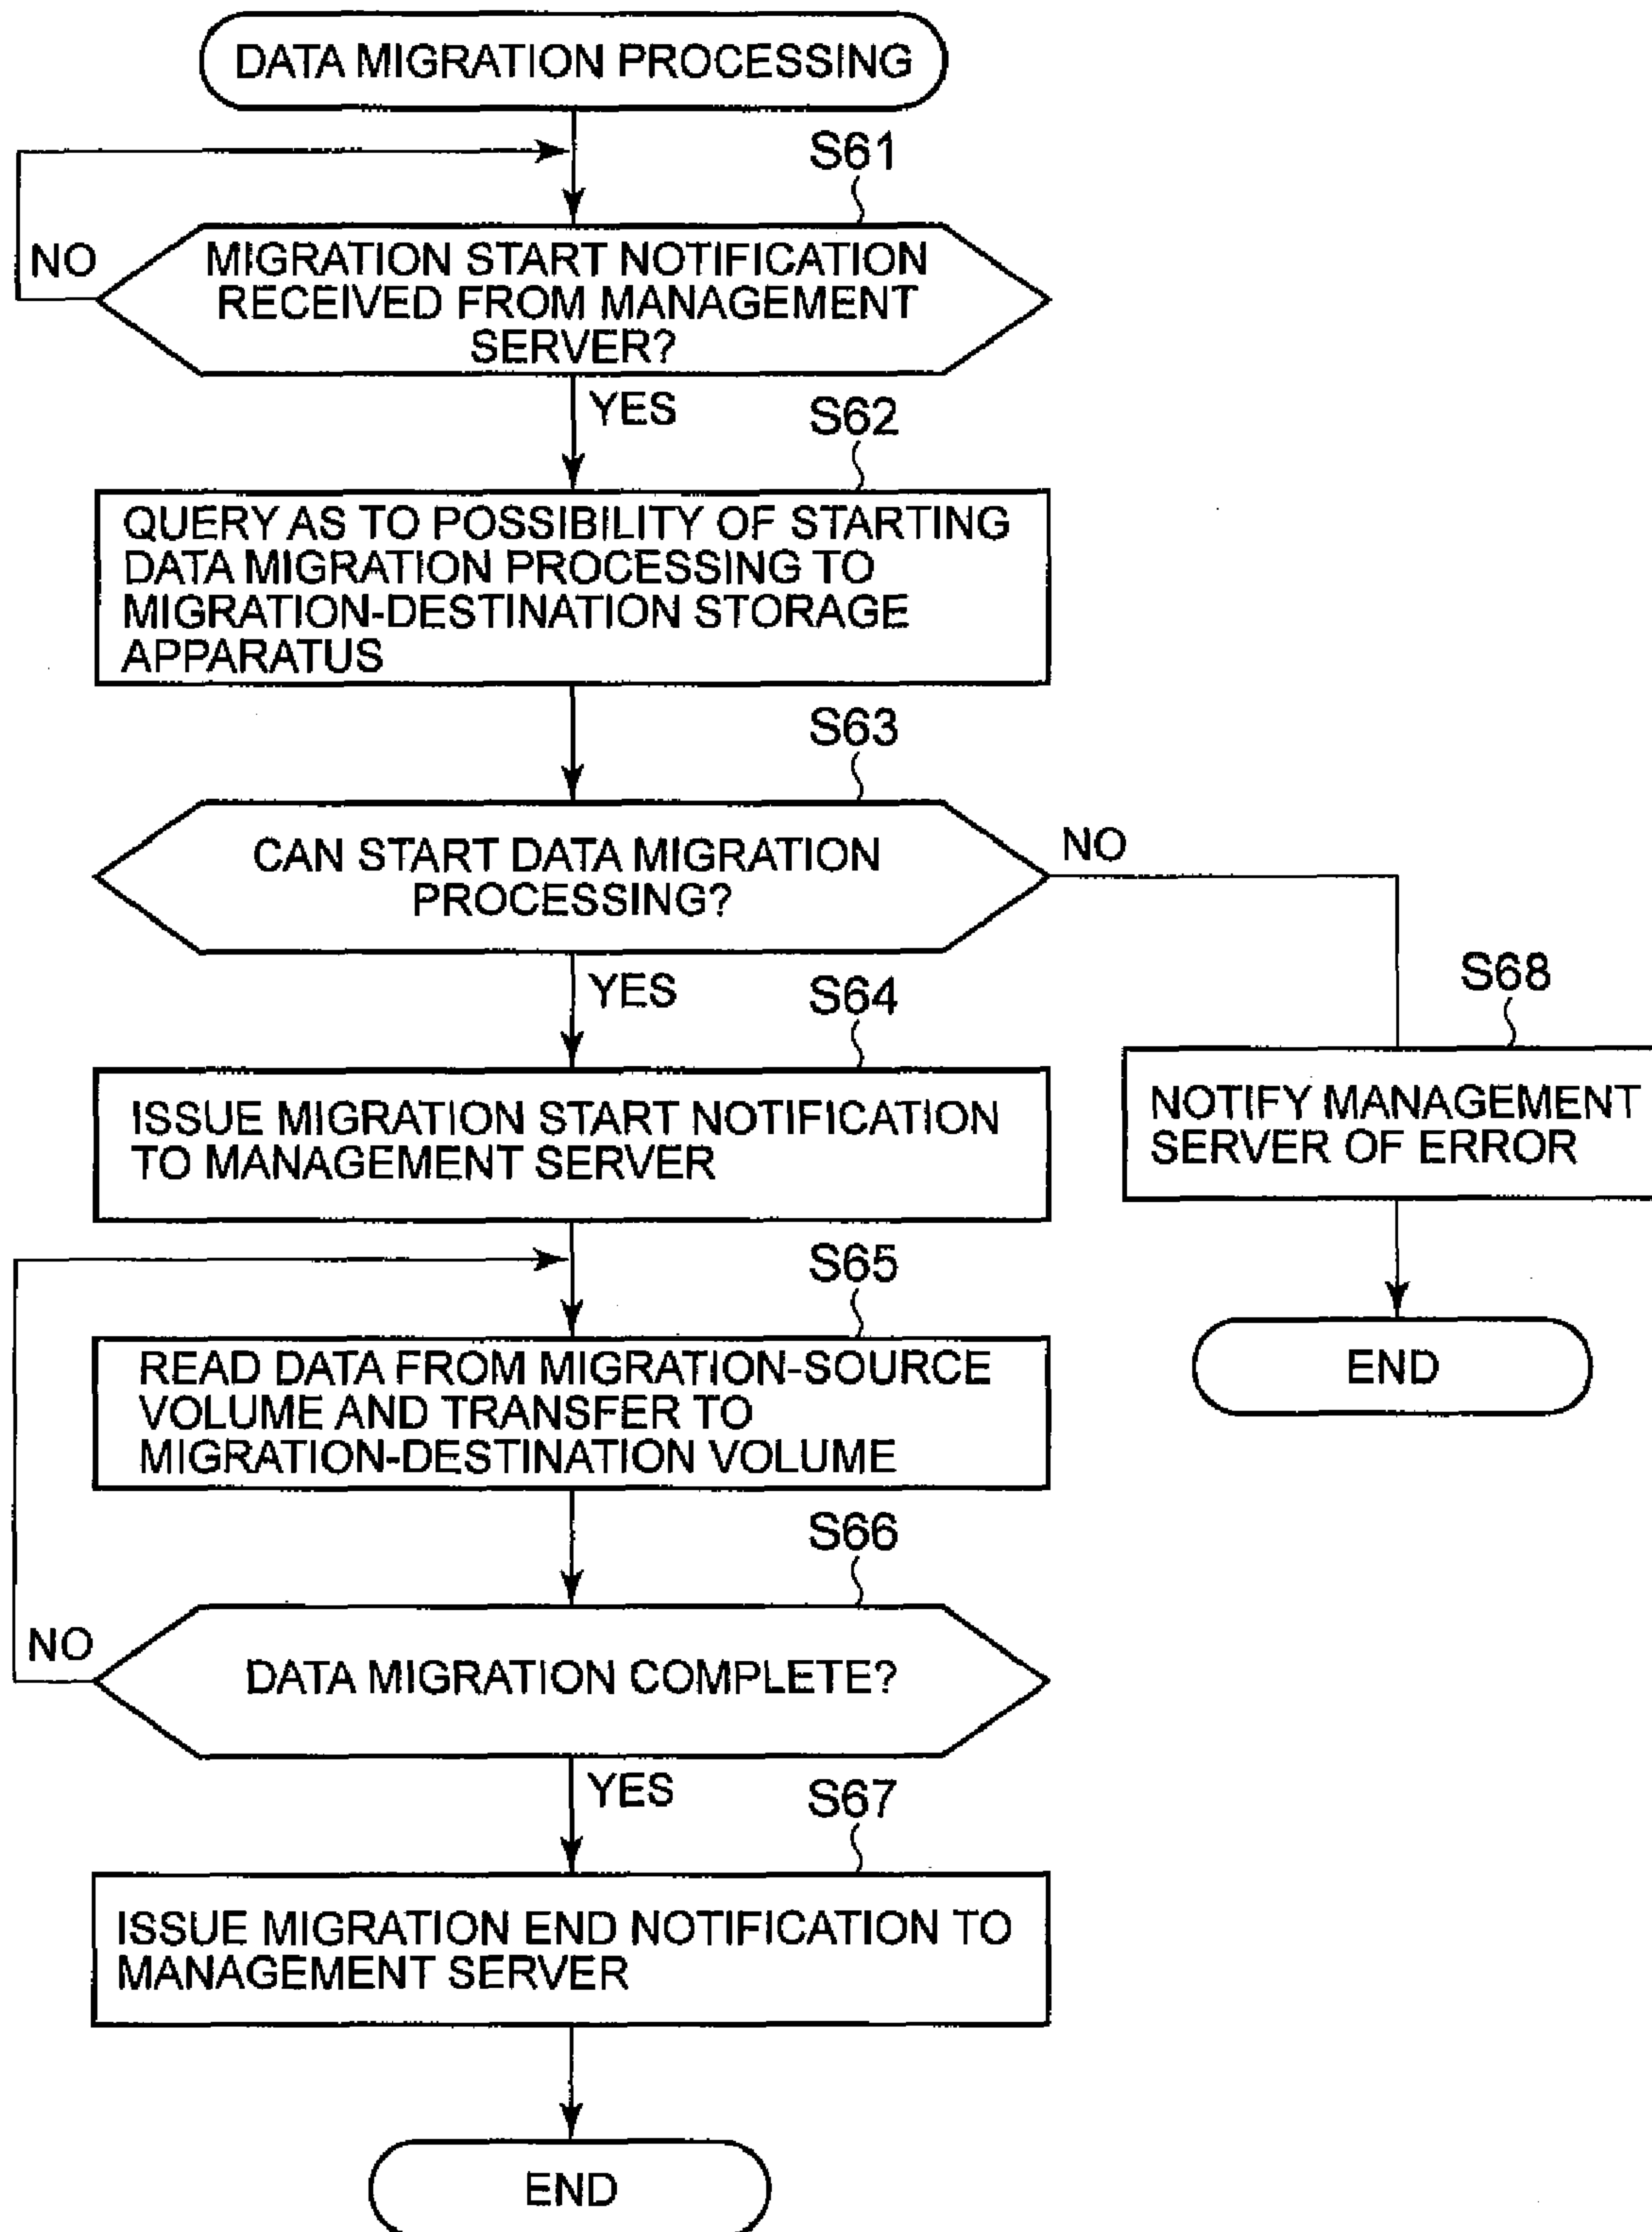 DATA MIGRATION PROCESSING
S61
NO
MIGRATION START NOTIFICATION
RECEIVED FROM MANAGEMENT
SERVER?
YES
S62
QUERY AS TO POSSIBILITY OF STARTING
DATA MIGRATION PROCESSING TO
MIGRATION-DESTINATION STORAGE
APPARATUS
S63
CAN START DATA MIGRATION
PROCESSING?
NO
YES
S64
S68
ISSUE MIGRATION START NOTIFICATION
TO MANAGEMENT SERVER
NOTIFY MANAGEMENT
SERVER OF ERROR
S65
READ DATA FROM MIGRATION-SOURCE
VOLUME AND TRANSFER TO
MIGRATION-DESTINATION VOLUME
END
S66
NO
DATA MIGRATION COMPLETE?
YES
S67
ISSUE MIGRATION END NOTIFICATION TO
MANAGEMENT SERVER
END